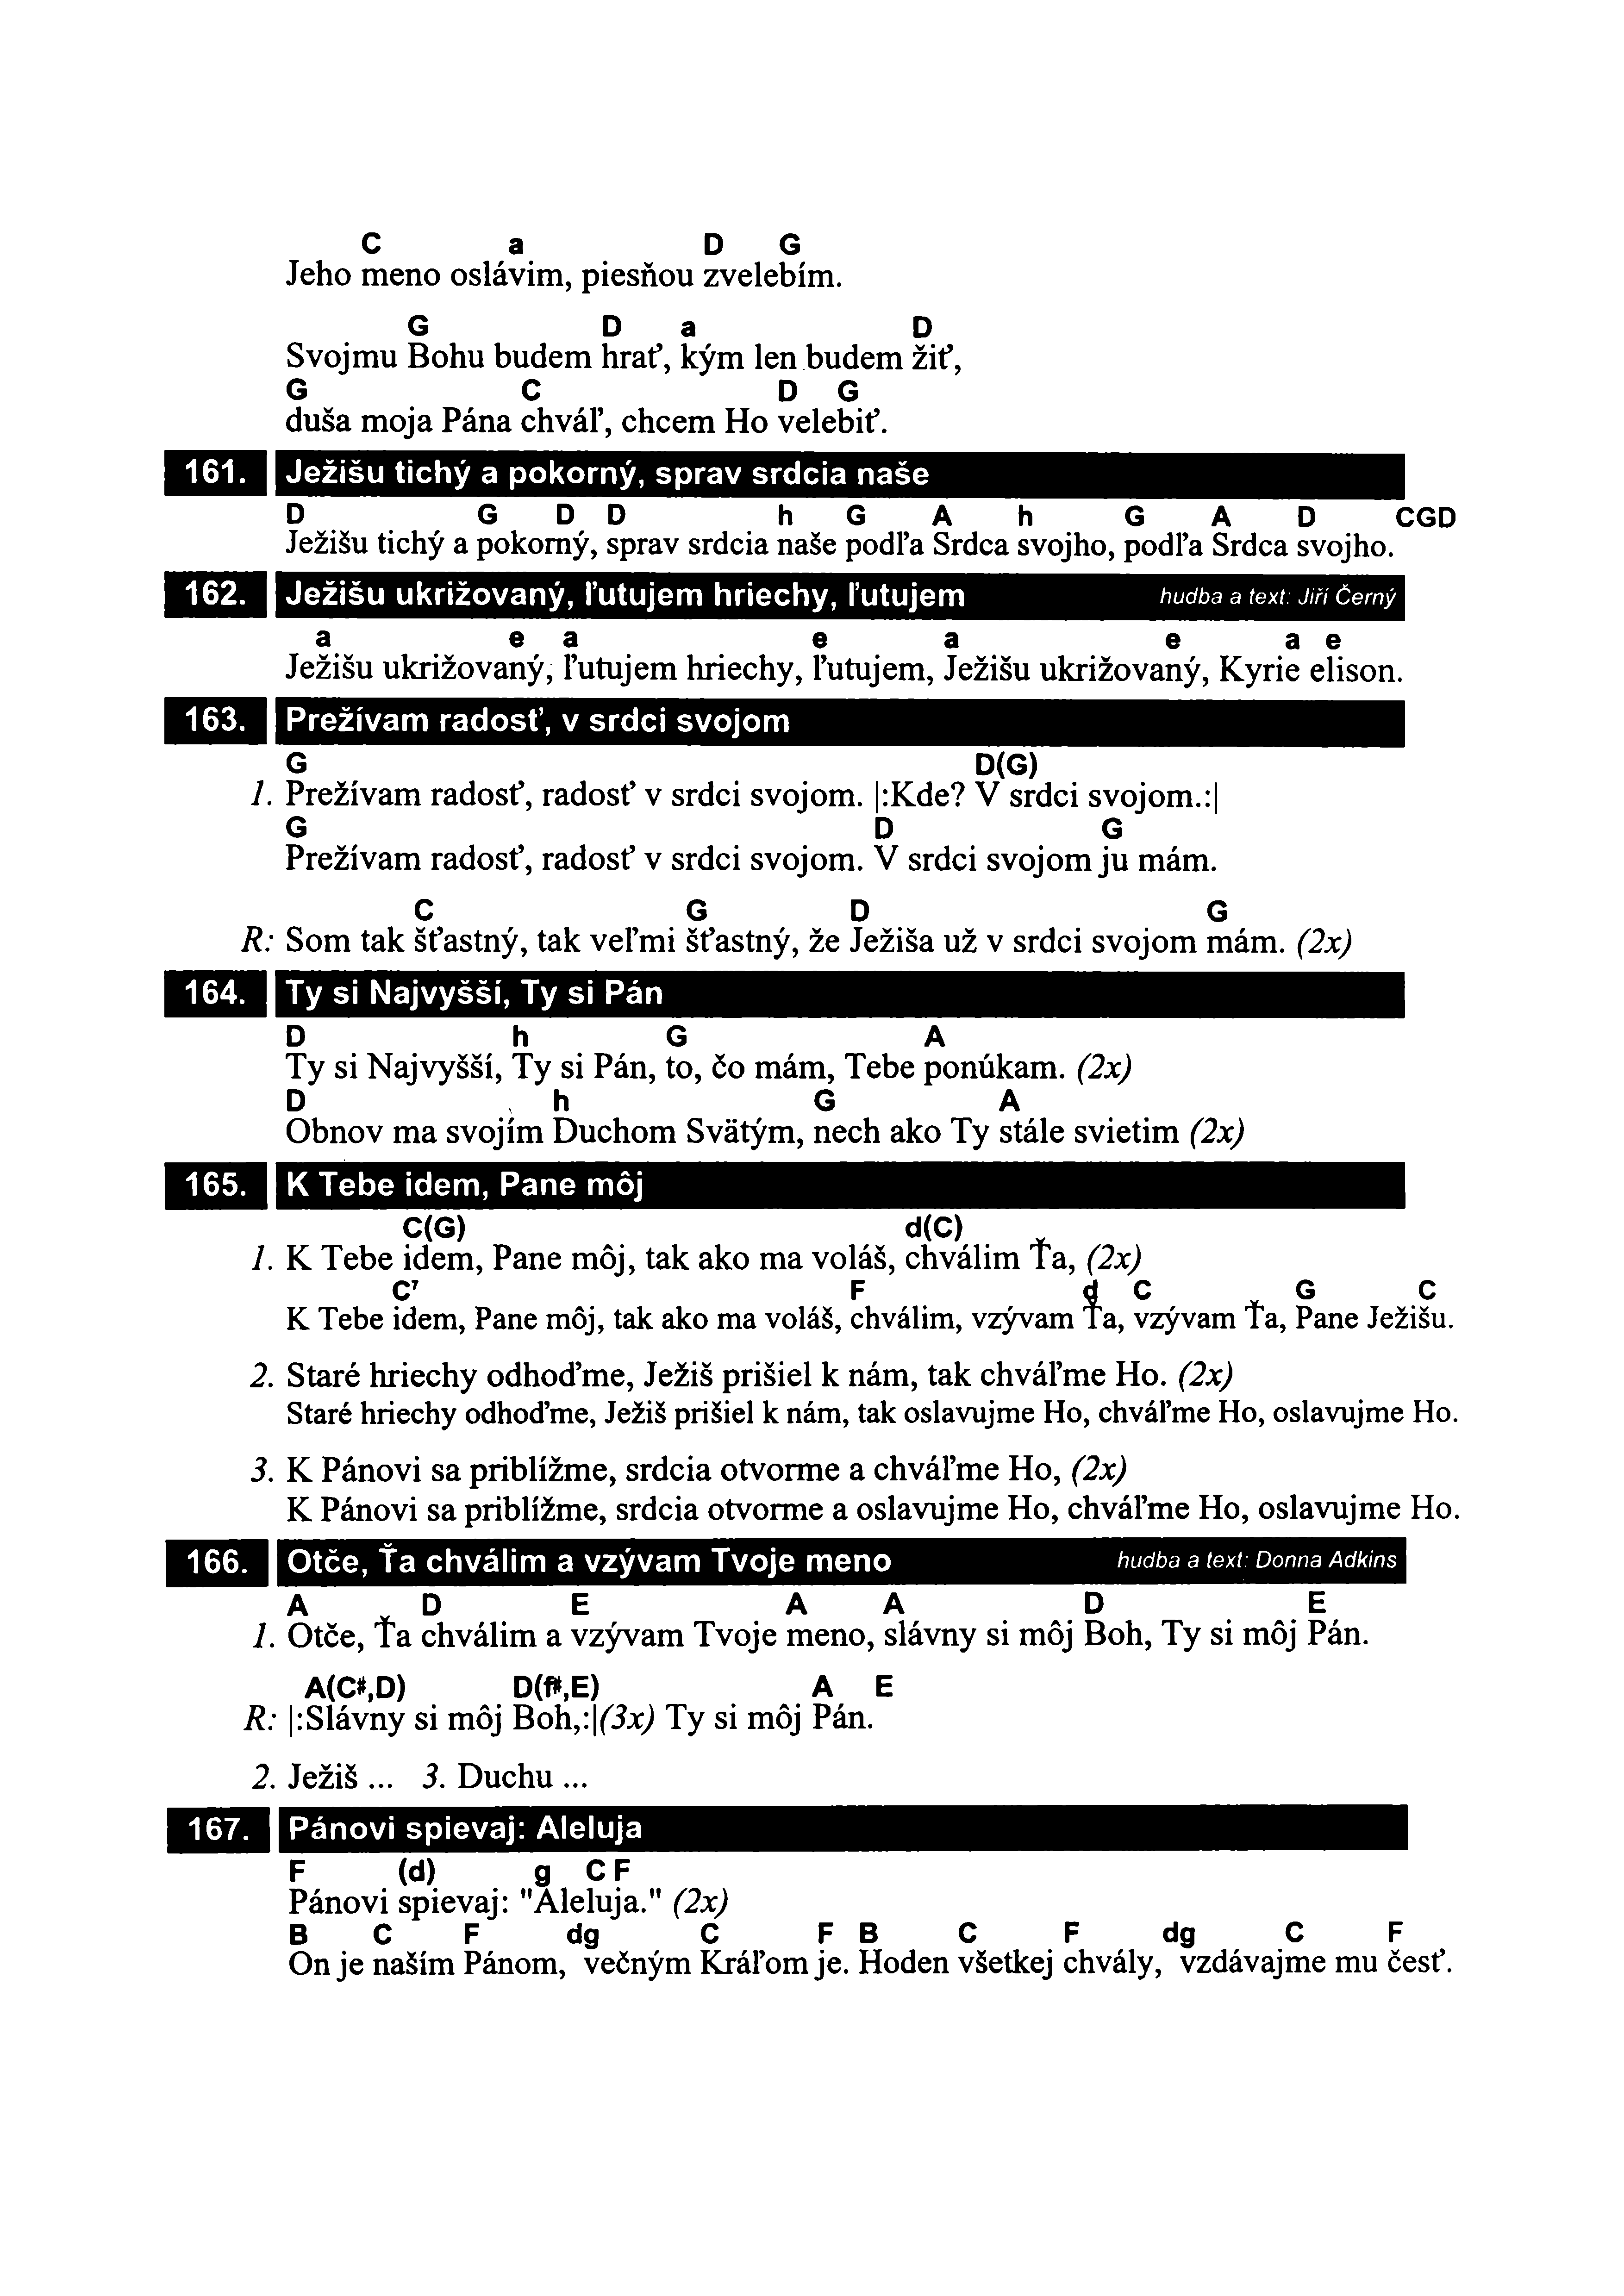 C a D G
Jeho meno oslávim, piesňou zvelebím.
G D a D
Svojmu Bohu budem hrať, kým len budem žiť,
G C D G
duša moja Pána chváľ, chcem Ho velebiť.
161. Ježišu tichý a pokorný, sprav srdcia naše
D G D D h G A h G A D CGD
Ježišu tichý a pokorný, sprav srdcia naše podľa Srdca svojho, podľa Srdca svojho.
162. Ježišu ukrižovaný, ľutujem hriechy, ľutujem hudba a text: Jiří Černý
a e a e a e a e
Ježišu ukrižovaný, ľutujem hriechy, ľutujem, Ježišu ukrižovaný, Kyrie elison.
163. Prežívam radosť, v srdci svojom
G D(G)
1. Prežívam radosť, radosť v srdci svojom. |:Kde? V srdci svojom.:|
G D G
Prežívam radosť, radosť v srdci svojom. V srdci svojom ju mám.
C G D G
R: Som tak šťastný, tak veľmi šťastný, že Ježiša už v srdci svojom mám. (2x)
164. Ty si Najvyšší, Ty si Pán
D h G A
Ty si Najvyšší, Ty si Pán, to, čo mám, Tebe ponúkam. (2x)
D h G A
Obnov ma svojím Duchom Svätým, nech ako Ty stále svietim (2x)
165. K Tebe idem, Pane môj
C(G) d(C)
1. K Tebe idem, Pane môj, tak ako ma voláš, chválim Ťa, (2x)
C⁷ F d C G C
K Tebe idem, Pane môj, tak ako ma voláš, chválim, vzývam Ťa, vzývam Ťa, Pane Ježišu.
2. Staré hriechy odhoďme, Ježiš prišiel k nám, tak chváľme Ho. (2x)
Staré hriechy odhoďme, Ježiš prišiel k nám, tak oslavujme Ho, chváľme Ho, oslavujme Ho.
3. K Pánovi sa priblížme, srdcia otvorme a chváľme Ho, (2x)
K Pánovi sa priblížme, srdcia otvorme a oslavujme Ho, chváľme Ho, oslavujme Ho.
166. Otče, Ťa chválim a vzývam Tvoje meno hudba a text: Donna Adkins
A D E A A D E
1. Otče, Ťa chválim a vzývam Tvoje meno, slávny si môj Boh, Ty si môj Pán.
A(C#,D) D(f#,E) A E
R: |:Slávny si môj Boh,:|(3x) Ty si môj Pán.
2. Ježiš ... 3. Duchu ...
167. Pánovi spievaj: Aleluja
F (d) g C F
Pánovi spievaj: "Aleluja." (2x)
B C F dg C F B C F dg C F
On je naším Pánom, večným Kráľom je. Hoden všetkej chvály, vzdávajme mu česť.